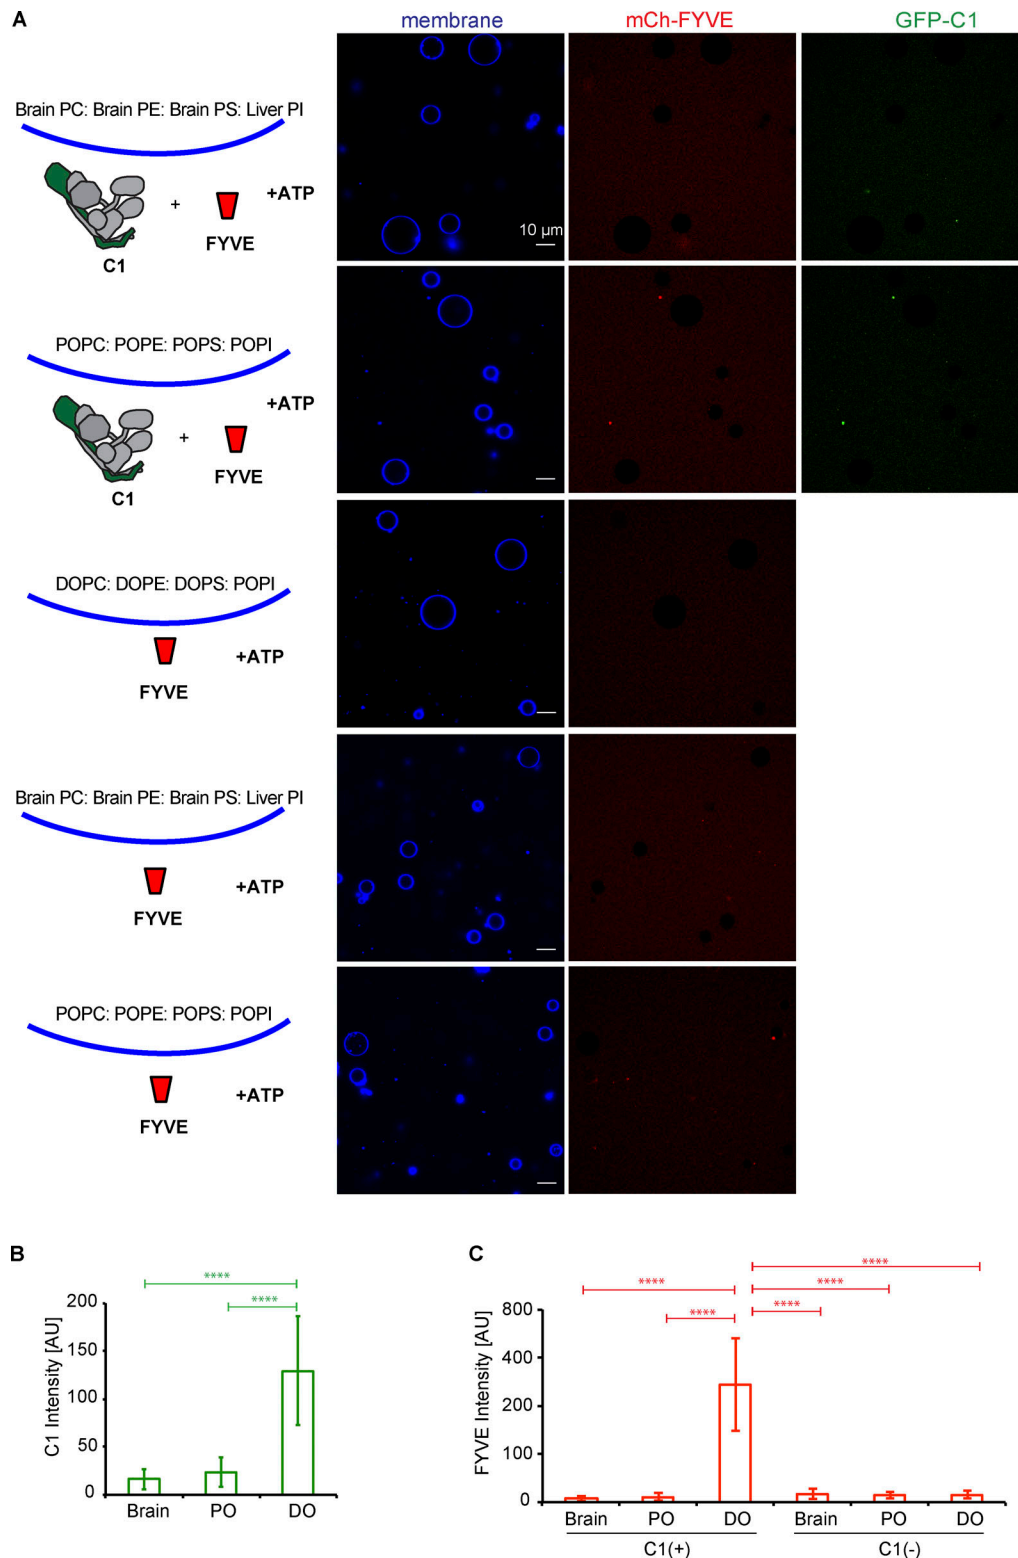 A
membrane
mCh-FYVE
GFP-C1
Brain PC: Brain PE: Brain PS: Liver PI
+ATP
+
FYVE
C1
10 µm
POPC: POPE: POPS: POPI
+ATP
+
FYVE
C1
DOPC: DOPE: DOPS: POPI
+ATP
FYVE
Brain PC: Brain PE: Brain PS: Liver PI
+ATP
FYVE
POPC: POPE: POPS: POPI
+ATP
FYVE
B
****
****
200
150
100
50
0
C1 Intensity [AU]
Brain PO DO
C
****
****
****
****
****
800
400
200
100
0
FYVE Intensity [AU]
Brain PO DO Brain PO DO
C1(+) C1(-)